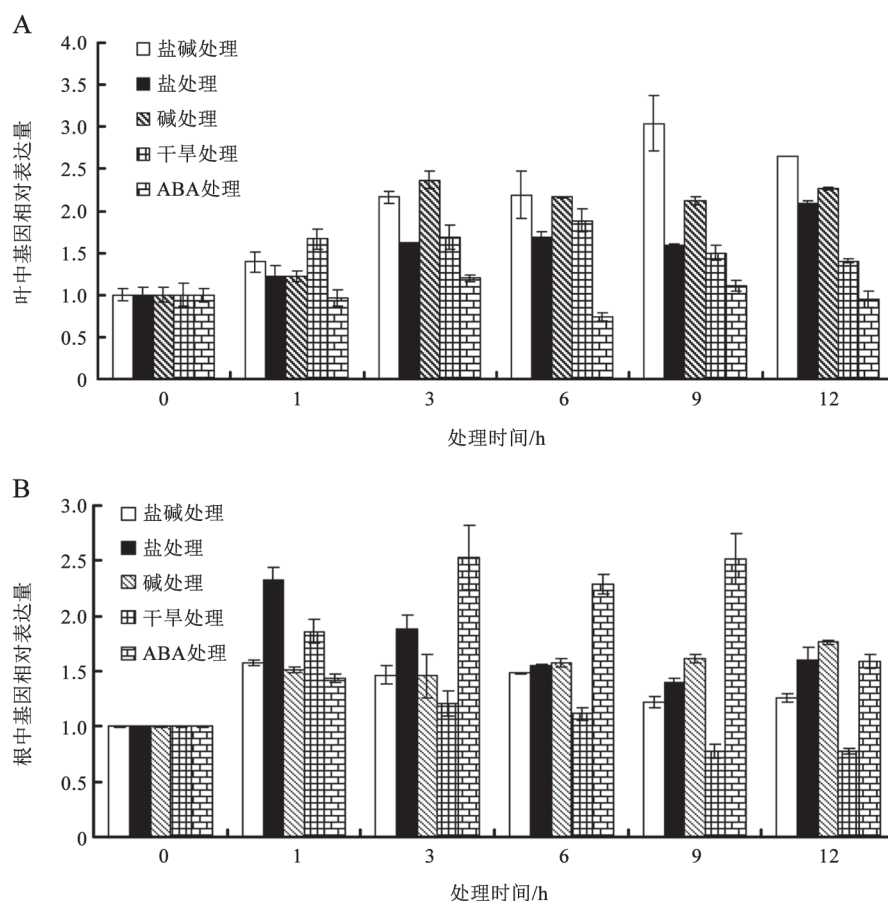 A
4.0
3.5
3.0
2.5
2.0
1.5
1.0
0.5
0
叶中基因相对表达量
盐碱处理
盐处理
碱处理
干旱处理
ABA处理
0 1 3 6 9 12
处理时间/h
B
3.0
2.5
2.0
1.5
1.0
0.5
0
根中基因相对表达量
盐碱处理
盐处理
碱处理
干旱处理
ABA处理
0 1 3 6 9 12
处理时间/h